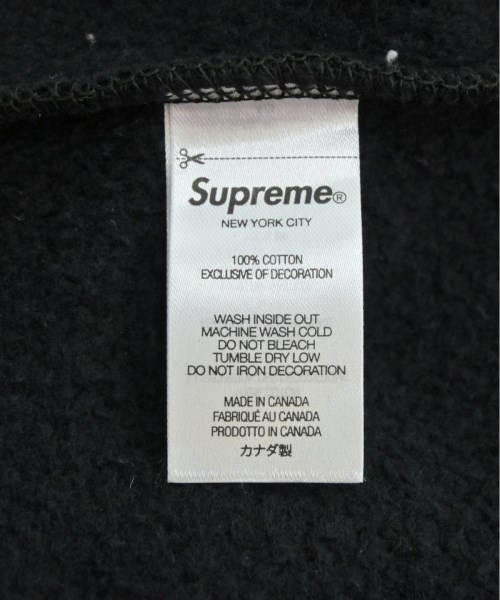 Supreme®
NEW YORK CITY
100% COTTON
EXCLUSIVE OF DECORATION
WASH INSIDE OUT
MACHINE WASH COLD
DO NOT BLEACH
TUMBLE DRY LOW
DO NOT IRON DECORATION
MADE IN CANADA
FABRIQUÉ AU CANADA
PRODOTTO IN CANADA
カナダ製